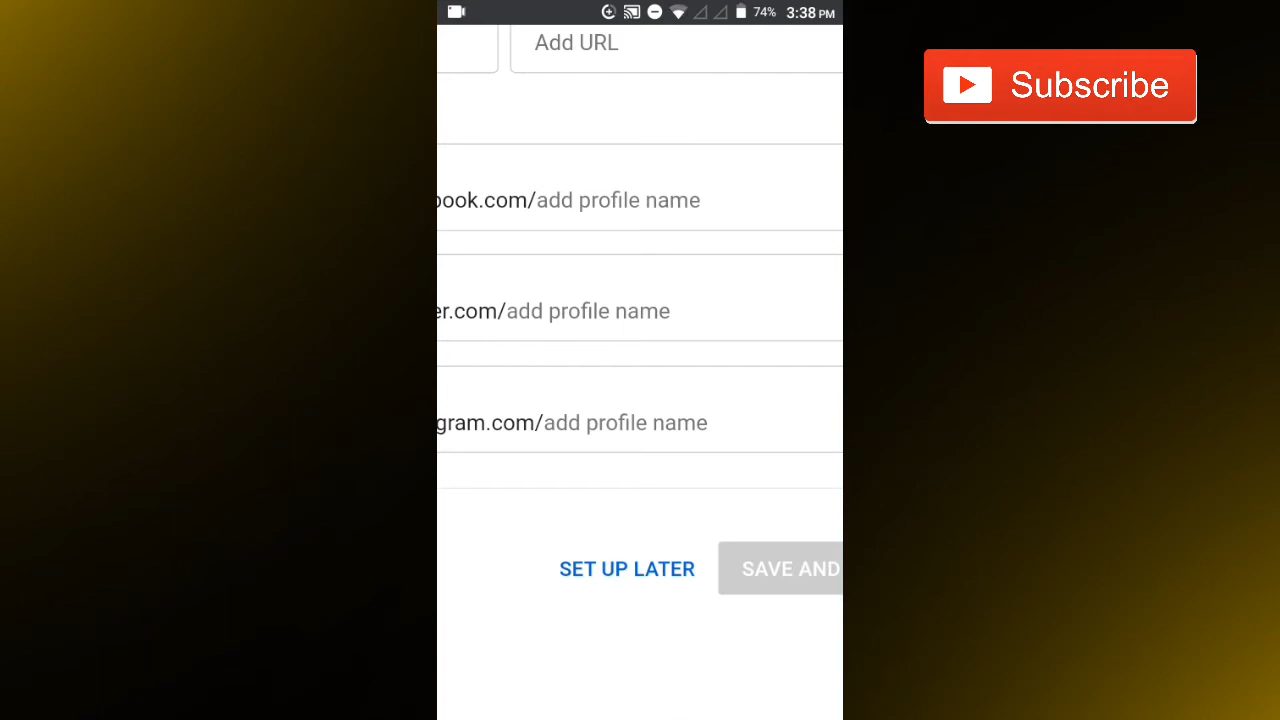 74% 3:38 PM
Add URL
Subscribe
book.com/add profile name
er.com/add profile name
gram.com/add profile name
SET UP LATER
SAVE AND